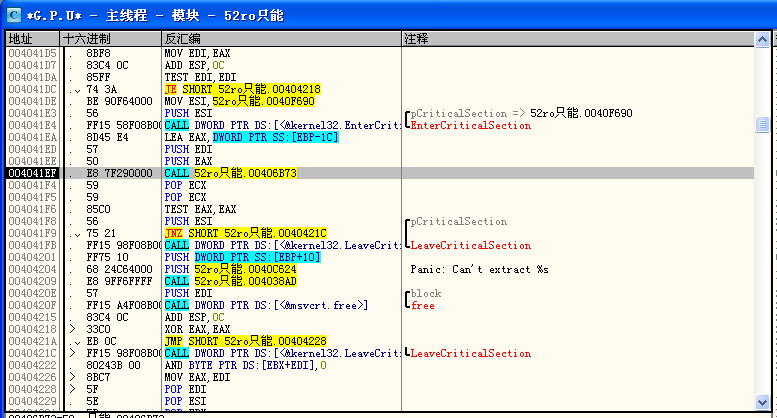 *G.P.U* - 主线程 - 模块 - 52ro只能
地址 十六进制 反汇编 注释
004041D5 . 8BF8 MOV EDI,EAX
004041D7 . 83C4 0C ADD ESP,0C
004041DA . 85FF TEST EDI,EDI
004041DC .⌄ 74 3A JE SHORT 52ro只能.00404218
004041DE . BE 90F64000 MOV ESI,52ro只能.0040F690
004041E3 . 56 PUSH ESI pCriticalSection => 52ro只能.0040F690
004041E4 . FF15 58F08B00 CALL DWORD PTR DS:[<&kernel32.EnterCriti EnterCriticalSection
004041EA . 8D45 E4 LEA EAX,DWORD PTR SS:[EBP-1C]
004041ED . 57 PUSH EDI
004041EE . 50 PUSH EAX
004041EF . E8 7F290000 CALL 52ro只能.00406B73
004041F4 . 59 POP ECX
004041F5 . 59 POP ECX
004041F6 . 85C0 TEST EAX,EAX
004041F8 . 56 PUSH ESI pCriticalSection
004041F9 .⌄ 75 21 JNZ SHORT 52ro只能.0040421C
004041FB . FF15 98F08B00 CALL DWORD PTR DS:[<&kernel32.LeaveCriti LeaveCriticalSection
00404201 . FF75 10 PUSH DWORD PTR SS:[EBP+10]
00404204 . 68 24C64000 PUSH 52ro只能.0040C624 Panic: Can't extract %s
00404209 . E8 9FF6FFFF CALL 52ro只能.004038AD
0040420E . 57 PUSH EDI block
0040420F . FF15 A4F08B00 CALL DWORD PTR DS:[<&msvcrt.free>] free
00404215 . 83C4 0C ADD ESP,0C
00404218 > 33C0 XOR EAX,EAX
0040421A .⌄ EB 0C JMP SHORT 52ro只能.00404228
0040421C > FF15 98F08B00 CALL DWORD PTR DS:[<&kernel32.LeaveCriti LeaveCriticalSection
00404222 . 80243B 00 AND BYTE PTR DS:[EBX+EDI],0
00404226 > 8BC7 MOV EAX,EDI
00404228 > 5F POP EDI
00404229 . 5E POP ESI